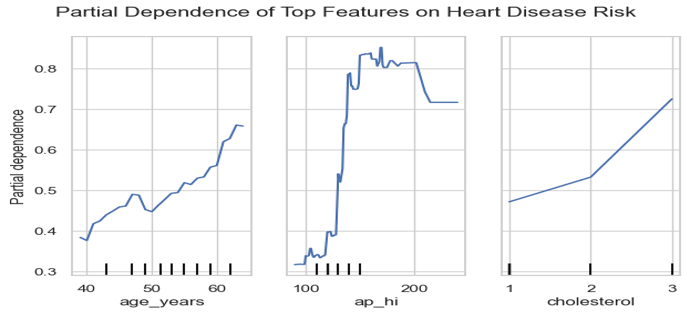 Partial Dependence of Top Features on Heart Disease Risk
Partial dependence
0.8
0.7
0.6
0.5
0.4
0.3
40 50 60
age_years
100 200
ap_hi
1 2 3
cholesterol